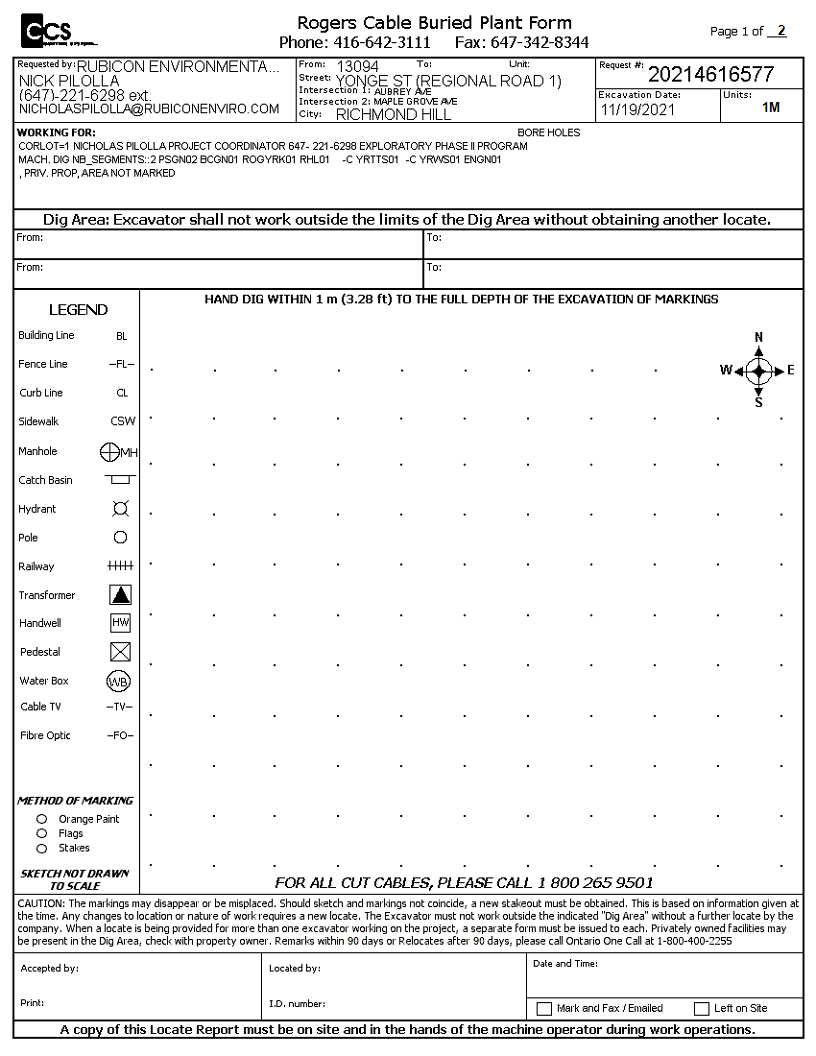 CCS
Rogers Cable Buried Plant Form
Phone: 416-642-3111 Fax: 647-342-8344
Page 1 of 2
Requested by: RUBICON ENVIRONMENTA...
NICK PILOLLA
(647)-221-6298 ext.
NICHOLASPILOLLA@RUBICONENVIRO.COM
From: 13094 To: Unit:
Street: YONGE ST (REGIONAL ROAD 1)
Intersection 1: AUBREY AVE
Intersection 2: MAPLE GROVE AVE
City: RICHMOND HILL
Request #: 20214616577
Excavation Date: 11/19/2021
Units: 1M
WORKING FOR: BORE HOLES
CORLOT=1 NICHOLAS PILOLLA PROJECT COORDINATOR 647- 221-6298 EXPLORATORY PHASE II PROGRAM
MACH. DIG NB_SEGMENTS::2 PSGN02 BCGN01 ROGYRK01 RHL01 -C YRTTS01 -C YRWS01 ENGN01
, PRIV. PROP, AREA NOT MARKED
Dig Area: Excavator shall not work outside the limits of the Dig Area without obtaining another locate.
From: To:
From: To:
HAND DIG WITHIN 1 m (3.28 ft) TO THE FULL DEPTH OF THE EXCAVATION OF MARKINGS
LEGEND
Building Line BL
Fence Line –FL–
Curb Line CL
Sidewalk CSW
Manhole MH
Catch Basin
Hydrant
Pole
Railway
Transformer
Handwell HW
Pedestal
Water Box WB
Cable TV –TV–
Fibre Optic –FO–
N
W E
S
METHOD OF MARKING
Orange Paint
Flags
Stakes
SKETCH NOT DRAWN
TO SCALE
FOR ALL CUT CABLES, PLEASE CALL 1 800 265 9501
CAUTION: The markings may disappear or be misplaced. Should sketch and markings not coincide, a new stakeout must be obtained. This is based on information given at
the time. Any changes to location or nature of work requires a new locate. The Excavator must not work outside the indicated "Dig Area" without a further locate by the
company. When a locate is being provided for more than one excavator working on the project, a separate form must be issued to each. Privately owned facilities may
be present in the Dig Area, check with property owner. Remarks within 90 days or Relocates after 90 days, please call Ontario One Call at 1-800-400-2255
Accepted by:
Print:
Located by:
I.D. number:
Date and Time:
Mark and Fax / Emailed Left on Site
A copy of this Locate Report must be on site and in the hands of the machine operator during work operations.